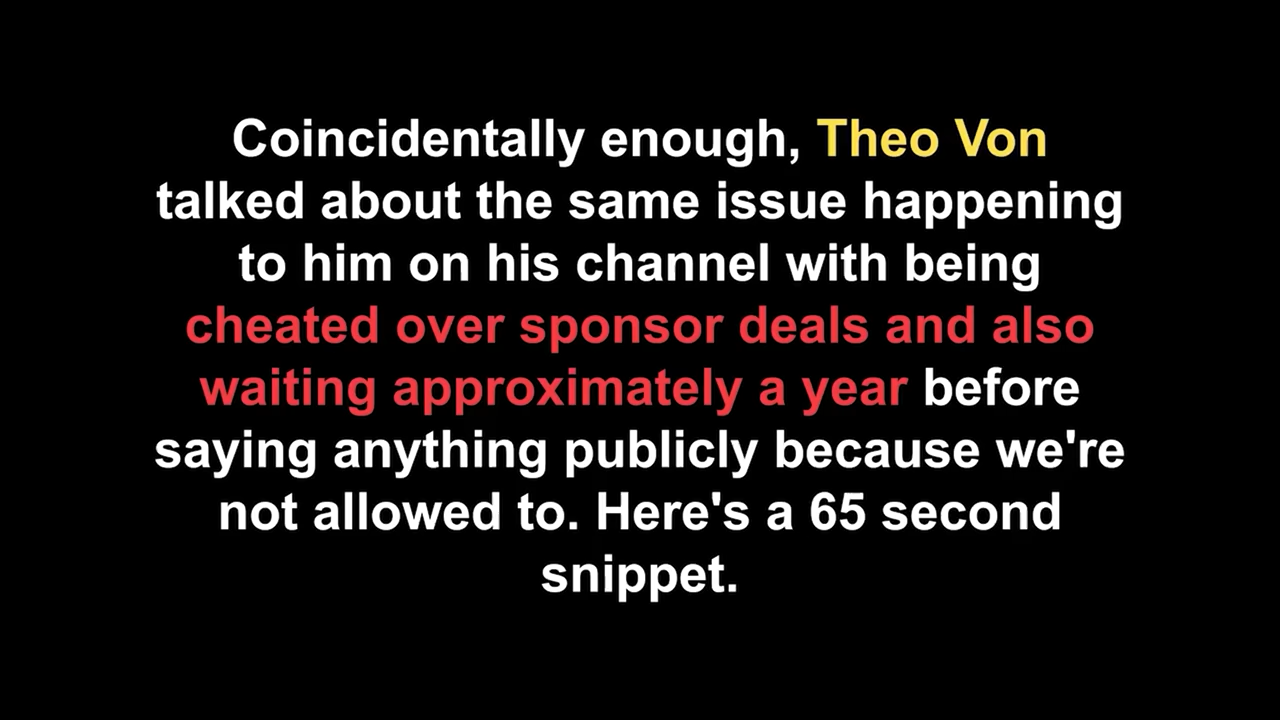 Coincidentally enough, Theo Von
talked about the same issue happening
to him on his channel with being
cheated over sponsor deals and also
waiting approximately a year before
saying anything publicly because we're
not allowed to. Here's a 65 second
snippet.